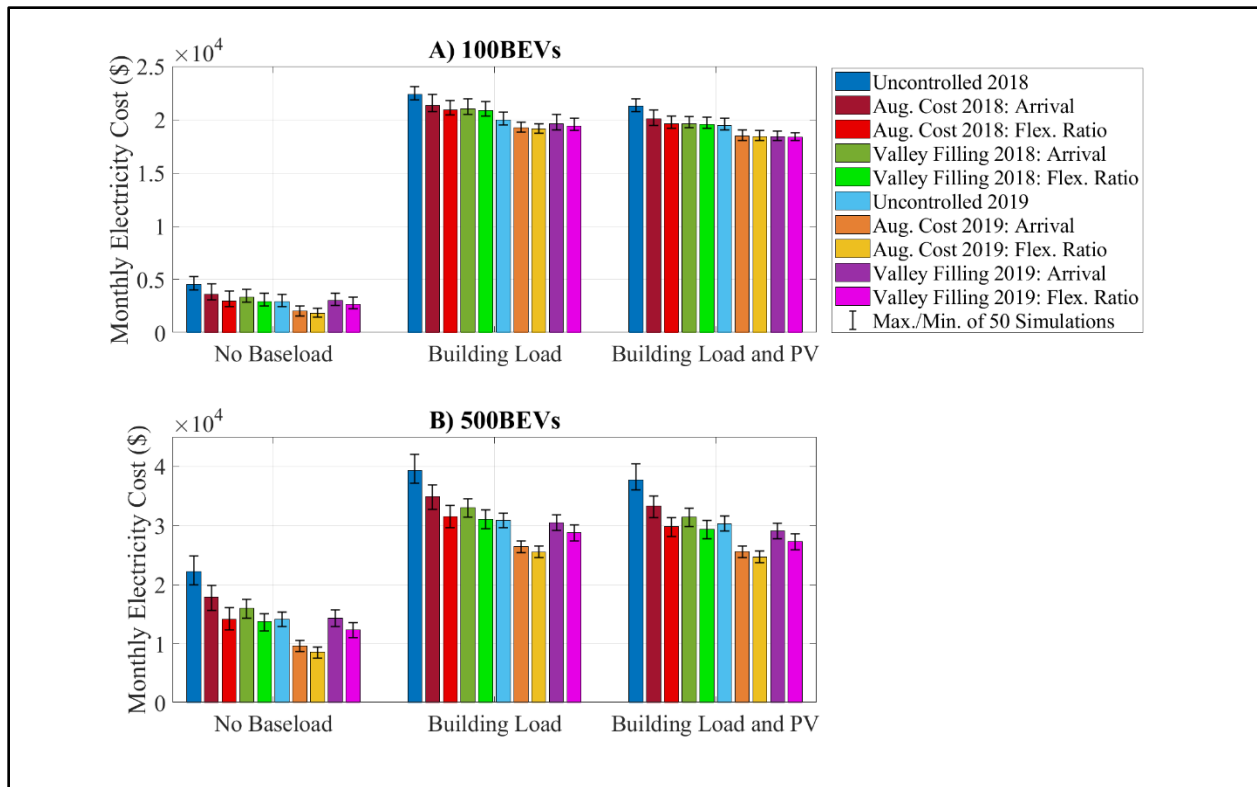 A) 100BEVs
×10⁴
Monthly Electricity Cost ($)
2.5
2
1.5
1
0.5
0
No Baseload
Building Load
Building Load and PV
Uncontrolled 2018
Aug. Cost 2018: Arrival
Aug. Cost 2018: Flex. Ratio
Valley Filling 2018: Arrival
Valley Filling 2018: Flex. Ratio
Uncontrolled 2019
Aug. Cost 2019: Arrival
Aug. Cost 2019: Flex. Ratio
Valley Filling 2019: Arrival
Valley Filling 2019: Flex. Ratio
Max./Min. of 50 Simulations
B) 500BEVs
×10⁴
Monthly Electricity Cost ($)
4
3
2
1
0
No Baseload
Building Load
Building Load and PV